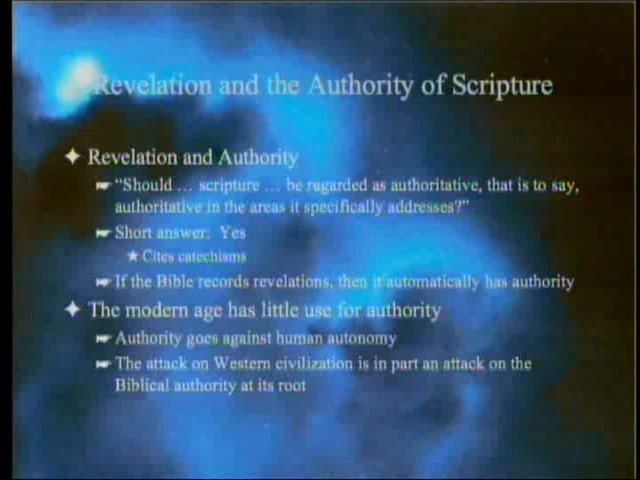 Revelation and the Authority of Scripture
Revelation and Authority
“Should … scripture … be regarded as authoritative, that is to say,
authoritative in the areas it specifically addresses?”
Short answer: Yes
Cites catechisms
If the Bible records revelations, then it automatically has authority
The modern age has little use for authority
Authority goes against human autonomy
The attack on Western civilization is in part an attack on the
Biblical authority at its root